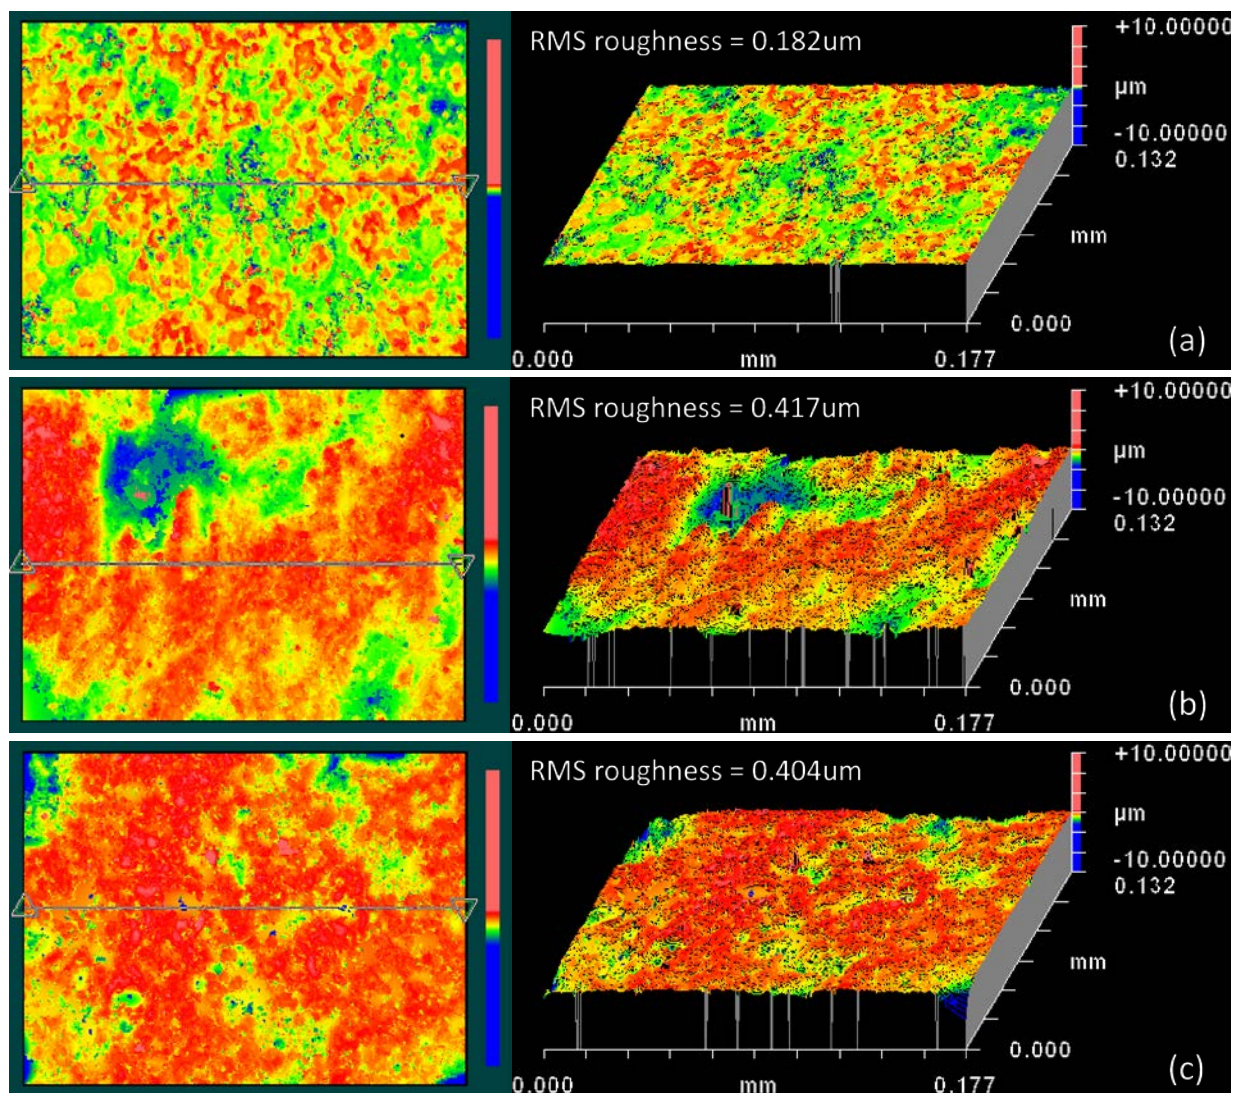 RMS roughness = 0.182um
+10.00000
µm
-10.00000
0.132
mm
0.000
0.000 mm 0.177
(a)
RMS roughness = 0.417um
+10.00000
µm
-10.00000
0.132
mm
0.000
0.000 mm 0.177
(b)
RMS roughness = 0.404um
+10.00000
µm
-10.00000
0.132
mm
0.000
0.000 mm 0.177
(c)